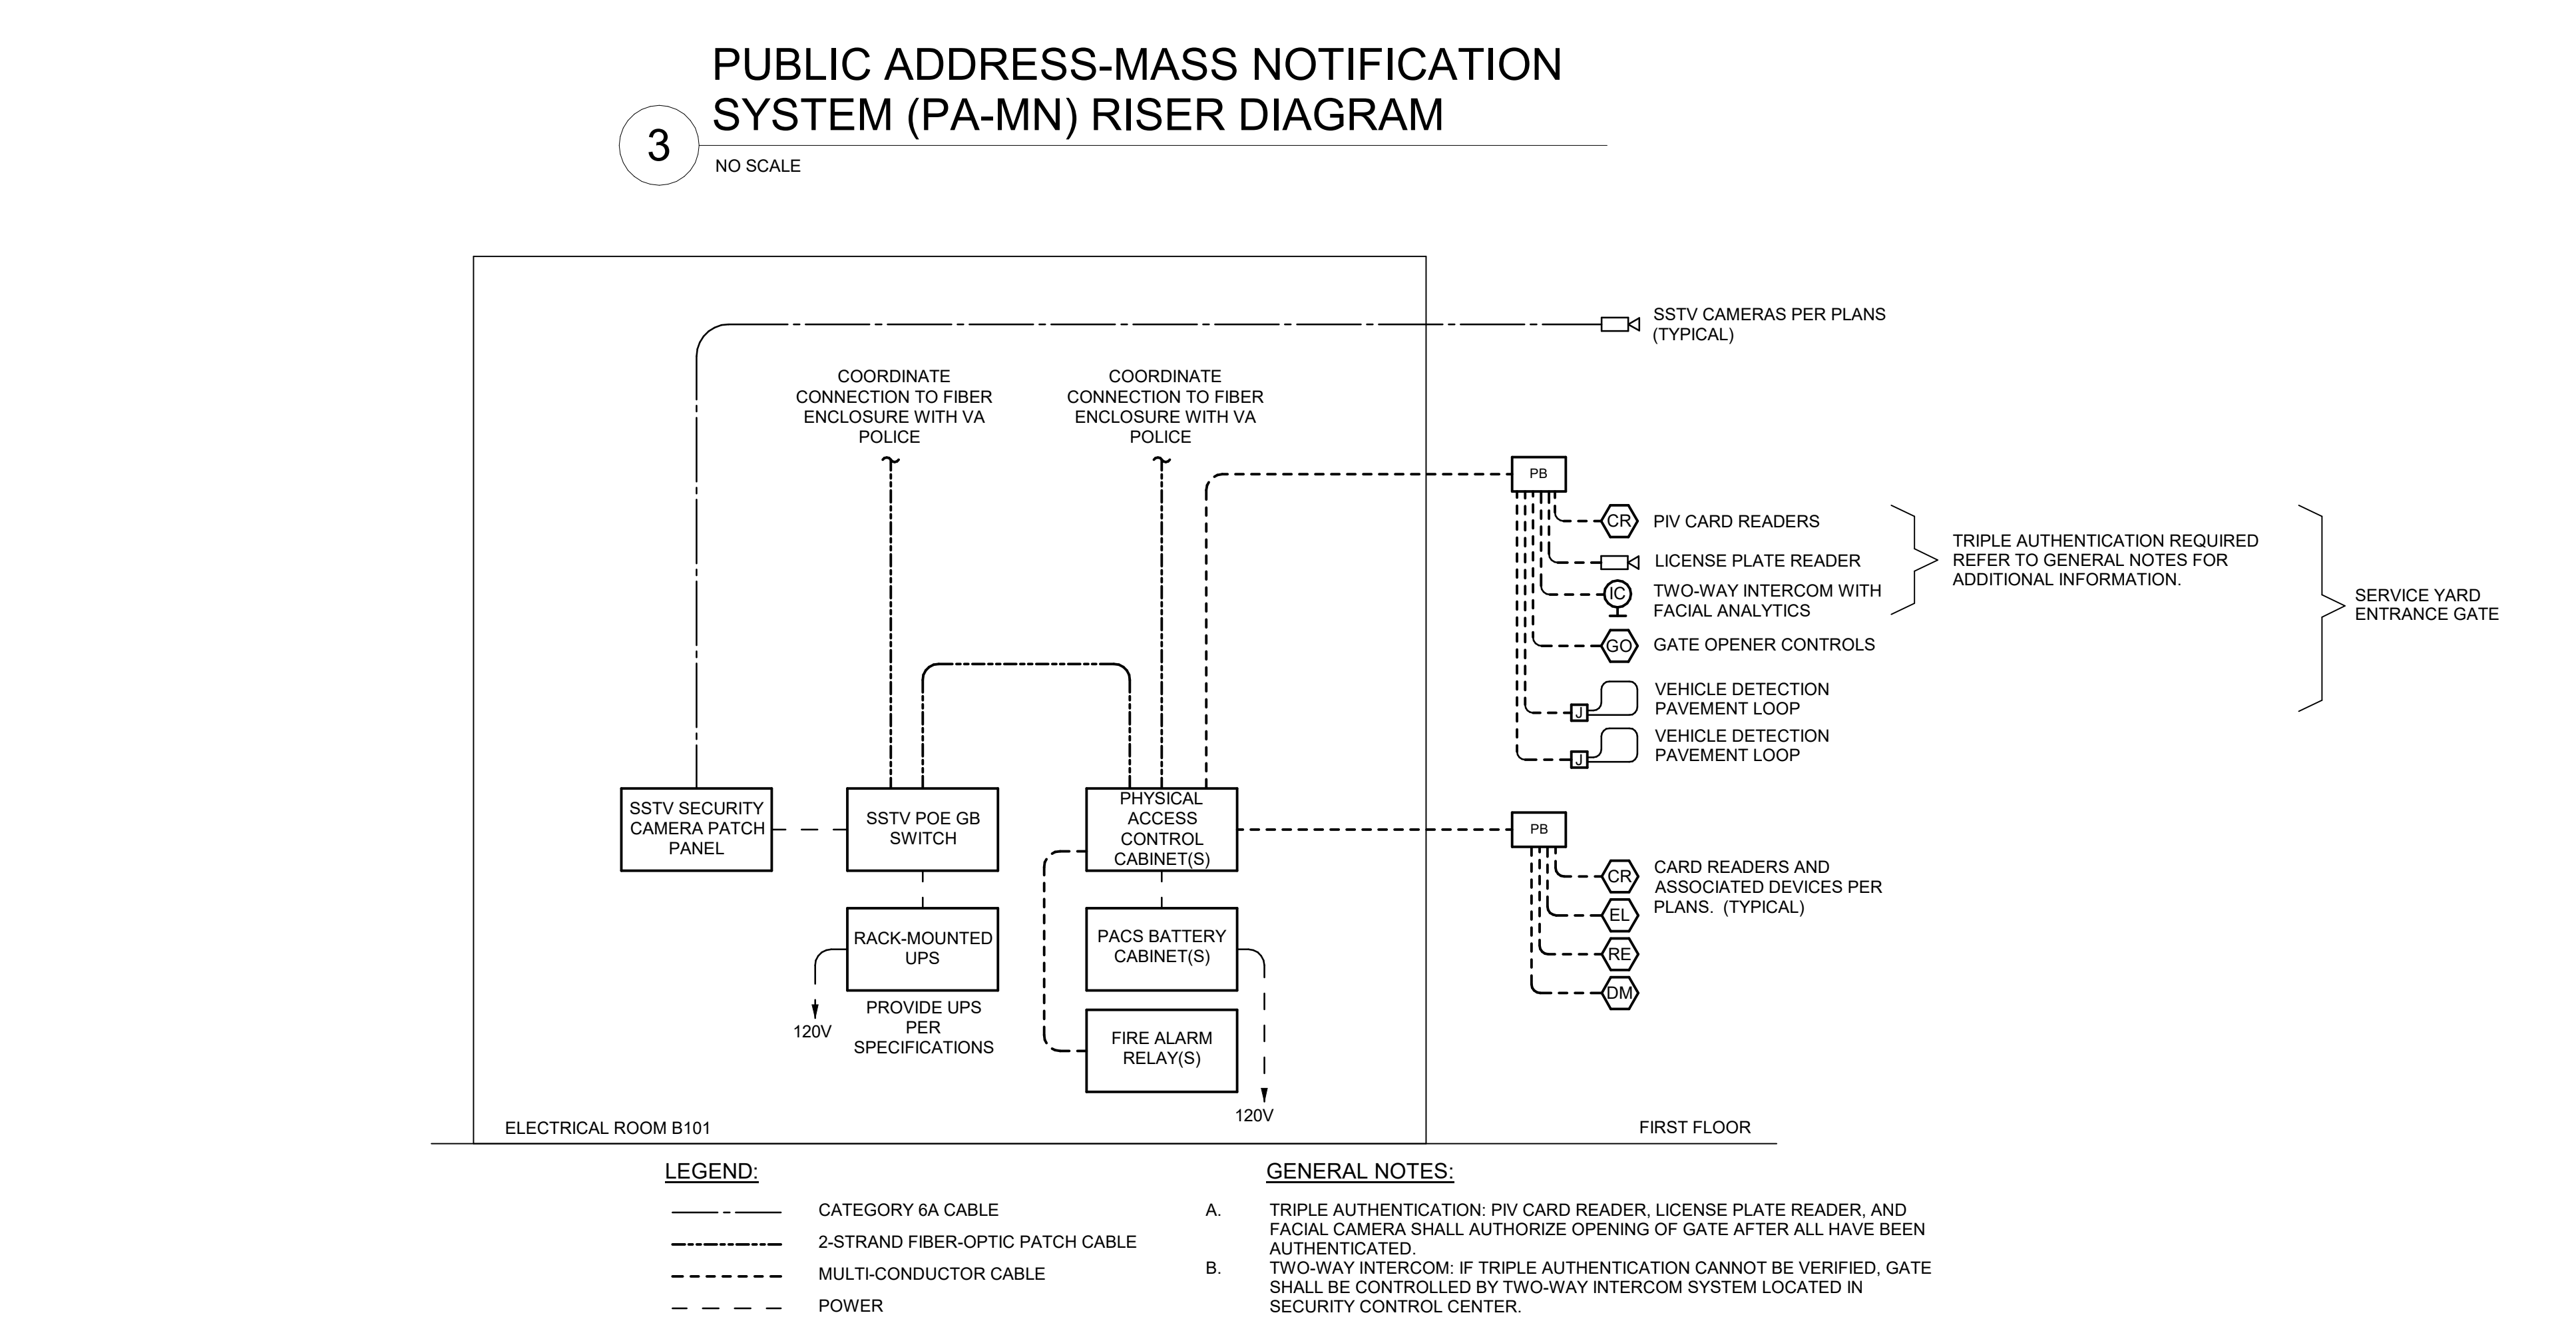 PUBLIC ADDRESS-MASS NOTIFICATION
SYSTEM (PA-MN) RISER DIAGRAM
3
NO SCALE
SSTV CAMERAS PER PLANS
(TYPICAL)
COORDINATE
CONNECTION TO FIBER
ENCLOSURE WITH VA
POLICE
COORDINATE
CONNECTION TO FIBER
ENCLOSURE WITH VA
POLICE
PB
CR
PIV CARD READERS
LICENSE PLATE READER
IC
TWO-WAY INTERCOM WITH
FACIAL ANALYTICS
GO
GATE OPENER CONTROLS
J
VEHICLE DETECTION
PAVEMENT LOOP
J
VEHICLE DETECTION
PAVEMENT LOOP
TRIPLE AUTHENTICATION REQUIRED
REFER TO GENERAL NOTES FOR
ADDITIONAL INFORMATION.
SERVICE YARD
ENTRANCE GATE
SSTV SECURITY
CAMERA PATCH
PANEL
SSTV POE GB
SWITCH
PHYSICAL
ACCESS
CONTROL
CABINET(S)
PB
CR
EL
RE
DM
CARD READERS AND
ASSOCIATED DEVICES PER
PLANS. (TYPICAL)
RACK-MOUNTED
UPS
PACS BATTERY
CABINET(S)
120V
PROVIDE UPS
PER
SPECIFICATIONS
FIRE ALARM
RELAY(S)
120V
ELECTRICAL ROOM B101
FIRST FLOOR
LEGEND:
CATEGORY 6A CABLE
2-STRAND FIBER-OPTIC PATCH CABLE
MULTI-CONDUCTOR CABLE
POWER
GENERAL NOTES:
A. TRIPLE AUTHENTICATION: PIV CARD READER, LICENSE PLATE READER, AND
FACIAL CAMERA SHALL AUTHORIZE OPENING OF GATE AFTER ALL HAVE BEEN
AUTHENTICATED.
B. TWO-WAY INTERCOM: IF TRIPLE AUTHENTICATION CANNOT BE VERIFIED, GATE
SHALL BE CONTROLLED BY TWO-WAY INTERCOM SYSTEM LOCATED IN
SECURITY CONTROL CENTER.